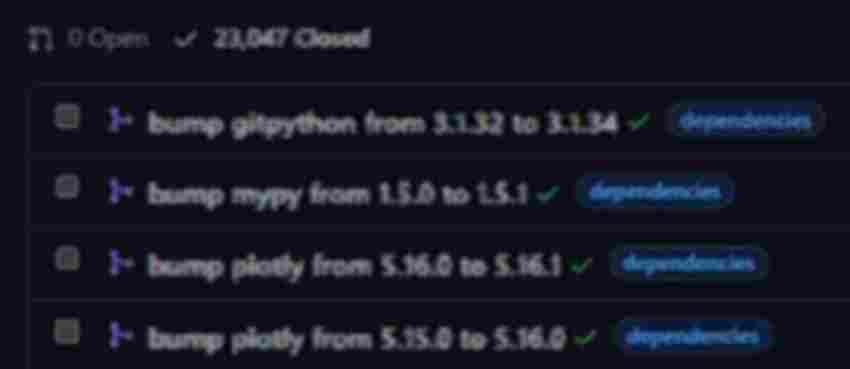 0 Open 23,047 Closed
bump gitpython from 3.1.32 to 3.1.34 dependencies
bump mypy from 1.5.0 to 1.5.1 dependencies
bump plotly from 5.16.0 to 5.16.1 dependencies
bump plotly from 5.15.0 to 5.16.0 dependencies